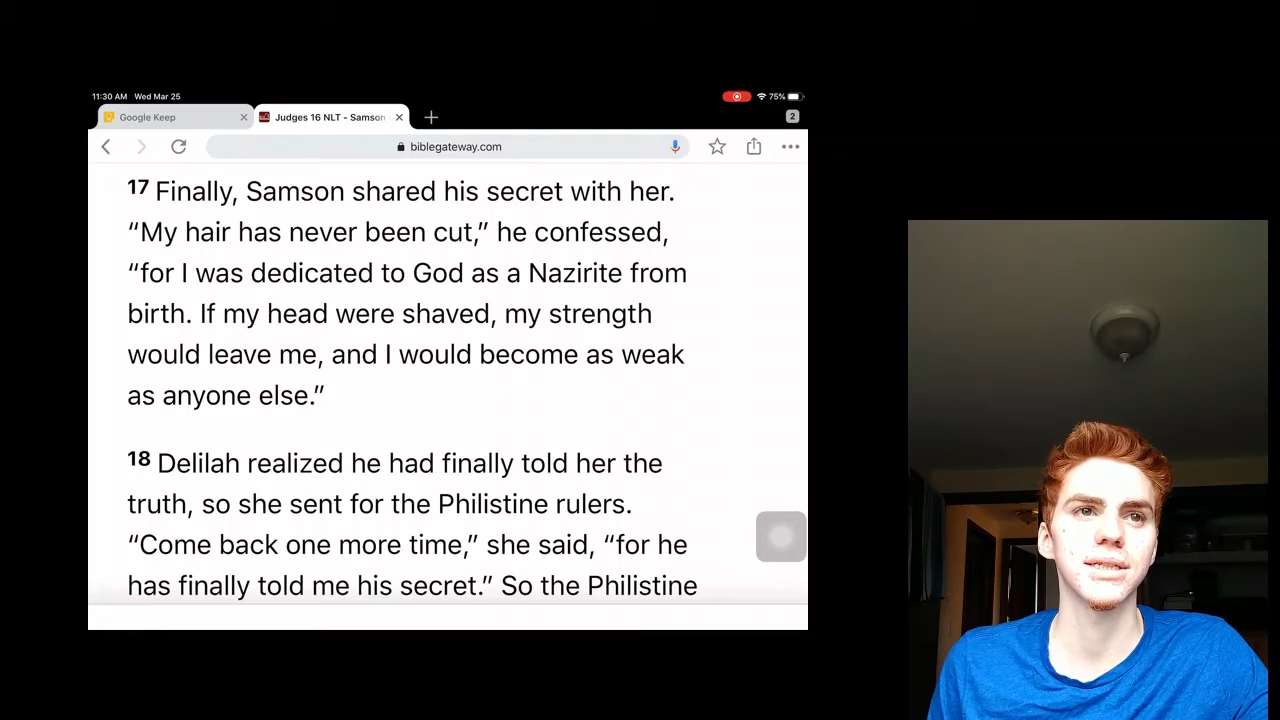 11:30 AM Wed Mar 25 75%
Google Keep Judges 16 NLT - Samson 2
biblegateway.com
17 Finally, Samson shared his secret with her.
“My hair has never been cut,” he confessed,
“for I was dedicated to God as a Nazirite from
birth. If my head were shaved, my strength
would leave me, and I would become as weak
as anyone else.”
18 Delilah realized he had finally told her the
truth, so she sent for the Philistine rulers.
“Come back one more time,” she said, “for he
has finally told me his secret.” So the Philistine